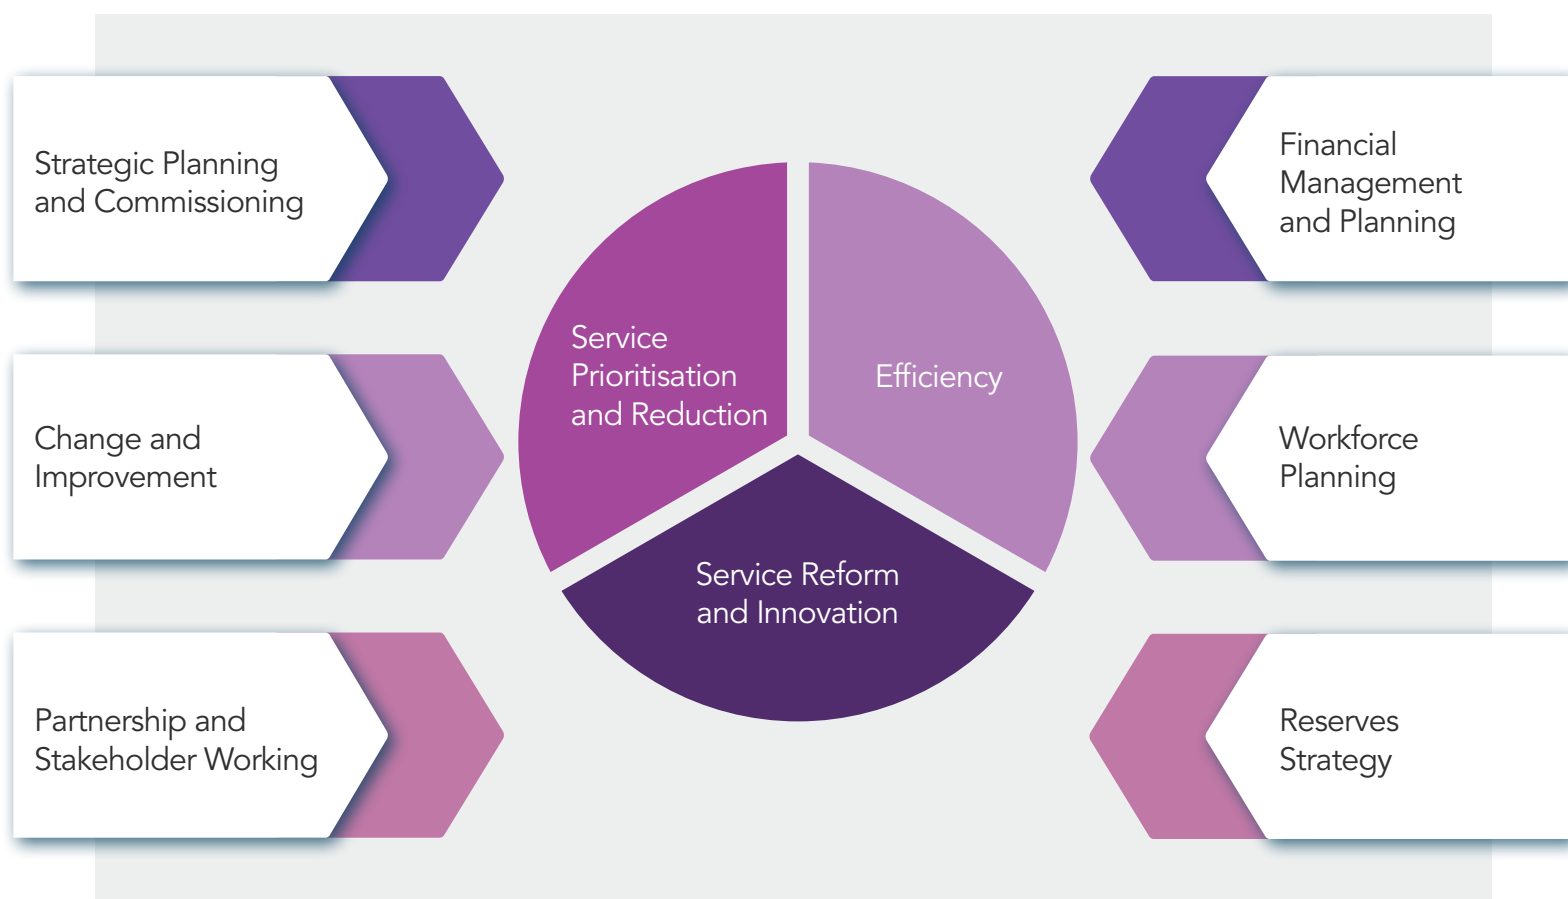 Strategic Planning
and Commissioning
Change and
Improvement
Partnership and
Stakeholder Working
Service
Prioritisation
and Reduction
Efficiency
Service Reform
and Innovation
Financial
Management
and Planning
Workforce
Planning
Reserves
Strategy